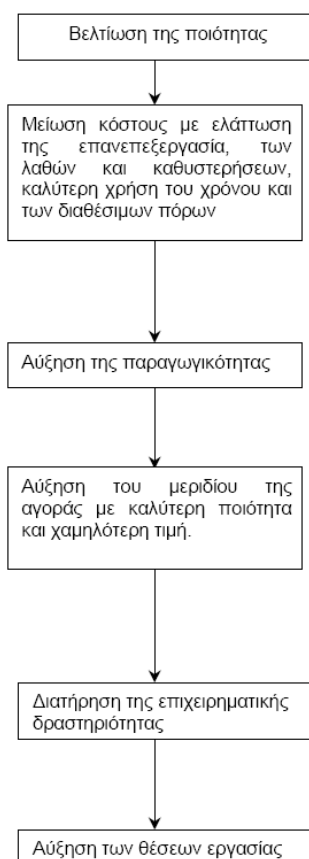 Βελτίωση της ποιότητας
Μείωση κόστους με ελάττωση
της επανεπεξεργασία, των
λαθών και καθυστερήσεων,
καλύτερη χρήση του χρόνου και
των διαθέσιμων πόρων
Αύξηση της παραγωγικότητας
Αύξηση του μεριδίου της
αγοράς με καλύτερη ποιότητα
και χαμηλότερη τιμή.
Διατήρηση της επιχειρηματικής
δραστηριότητας
Αύξηση των θέσεων εργασίας